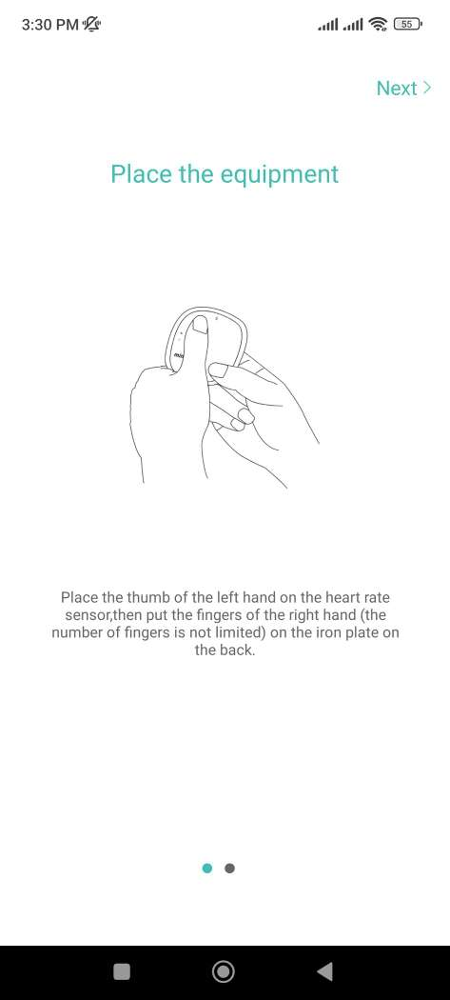 3:30 PM
55
Next
Place the equipment
min
Place the thumb of the left hand on the heart rate
sensor,then put the fingers of the right hand (the
number of fingers is not limited) on the iron plate on
the back.